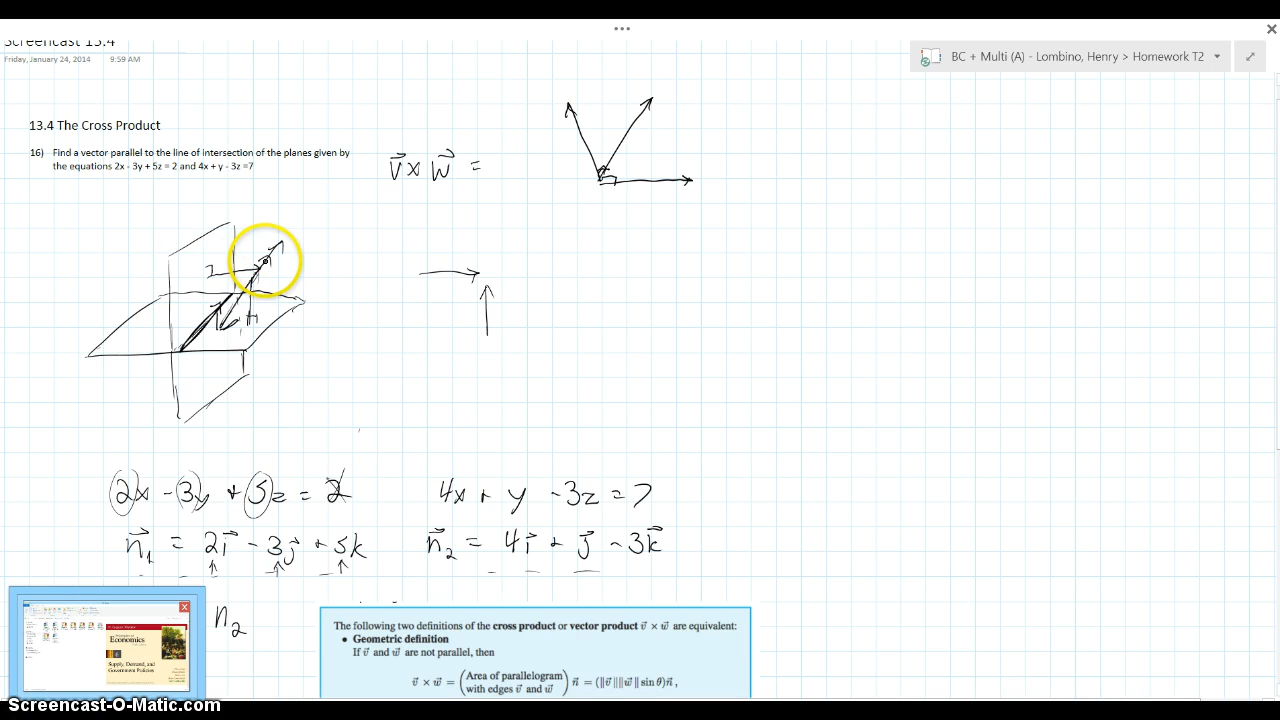 Screencast 13.4
Friday, January 24, 2014 9:59 AM
BC + Multi (A) - Lombino, Henry > Homework T2
13.4 The Cross Product
16) Find a vector parallel to the line of intersection of the planes given by
the equations 2x - 3y + 5z = 2 and 4x + y - 3z =7
v⃗ × w⃗ =
2x - 3y + 5z = 2
4x + y - 3z = 7
n⃗₁ = 2i⃗ - 3j⃗ + 5k
n⃗₂ = 4i⃗ + j⃗ - 3k⃗
n₂
Economics
Supply, Demand, and
Government Policies
The following two definitions of the cross product or vector product v⃗ × w⃗ are equivalent:
• Geometric definition
If v⃗ and w⃗ are not parallel, then
v⃗ × w⃗ = (Area of parallelogram with edges v⃗ and w⃗) n⃗ = (‖v⃗‖‖w⃗‖ sin θ)n⃗,
Screencast-O-Matic.com